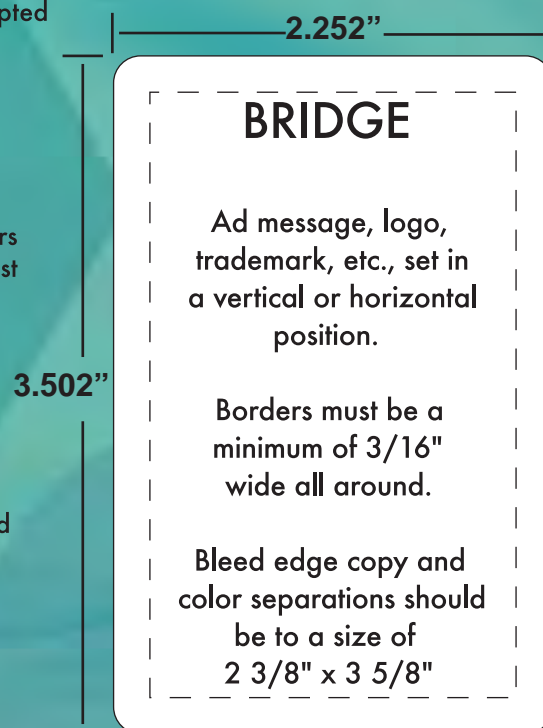 pted
2.252”
BRIDGE
Ad message, logo,
trademark, etc., set in
a vertical or horizontal
position.
rs
st
3.502”
Borders must be a
minimum of 3/16"
wide all around.
d
Bleed edge copy and
color separations should
be to a size of
2 3/8" x 3 5/8"